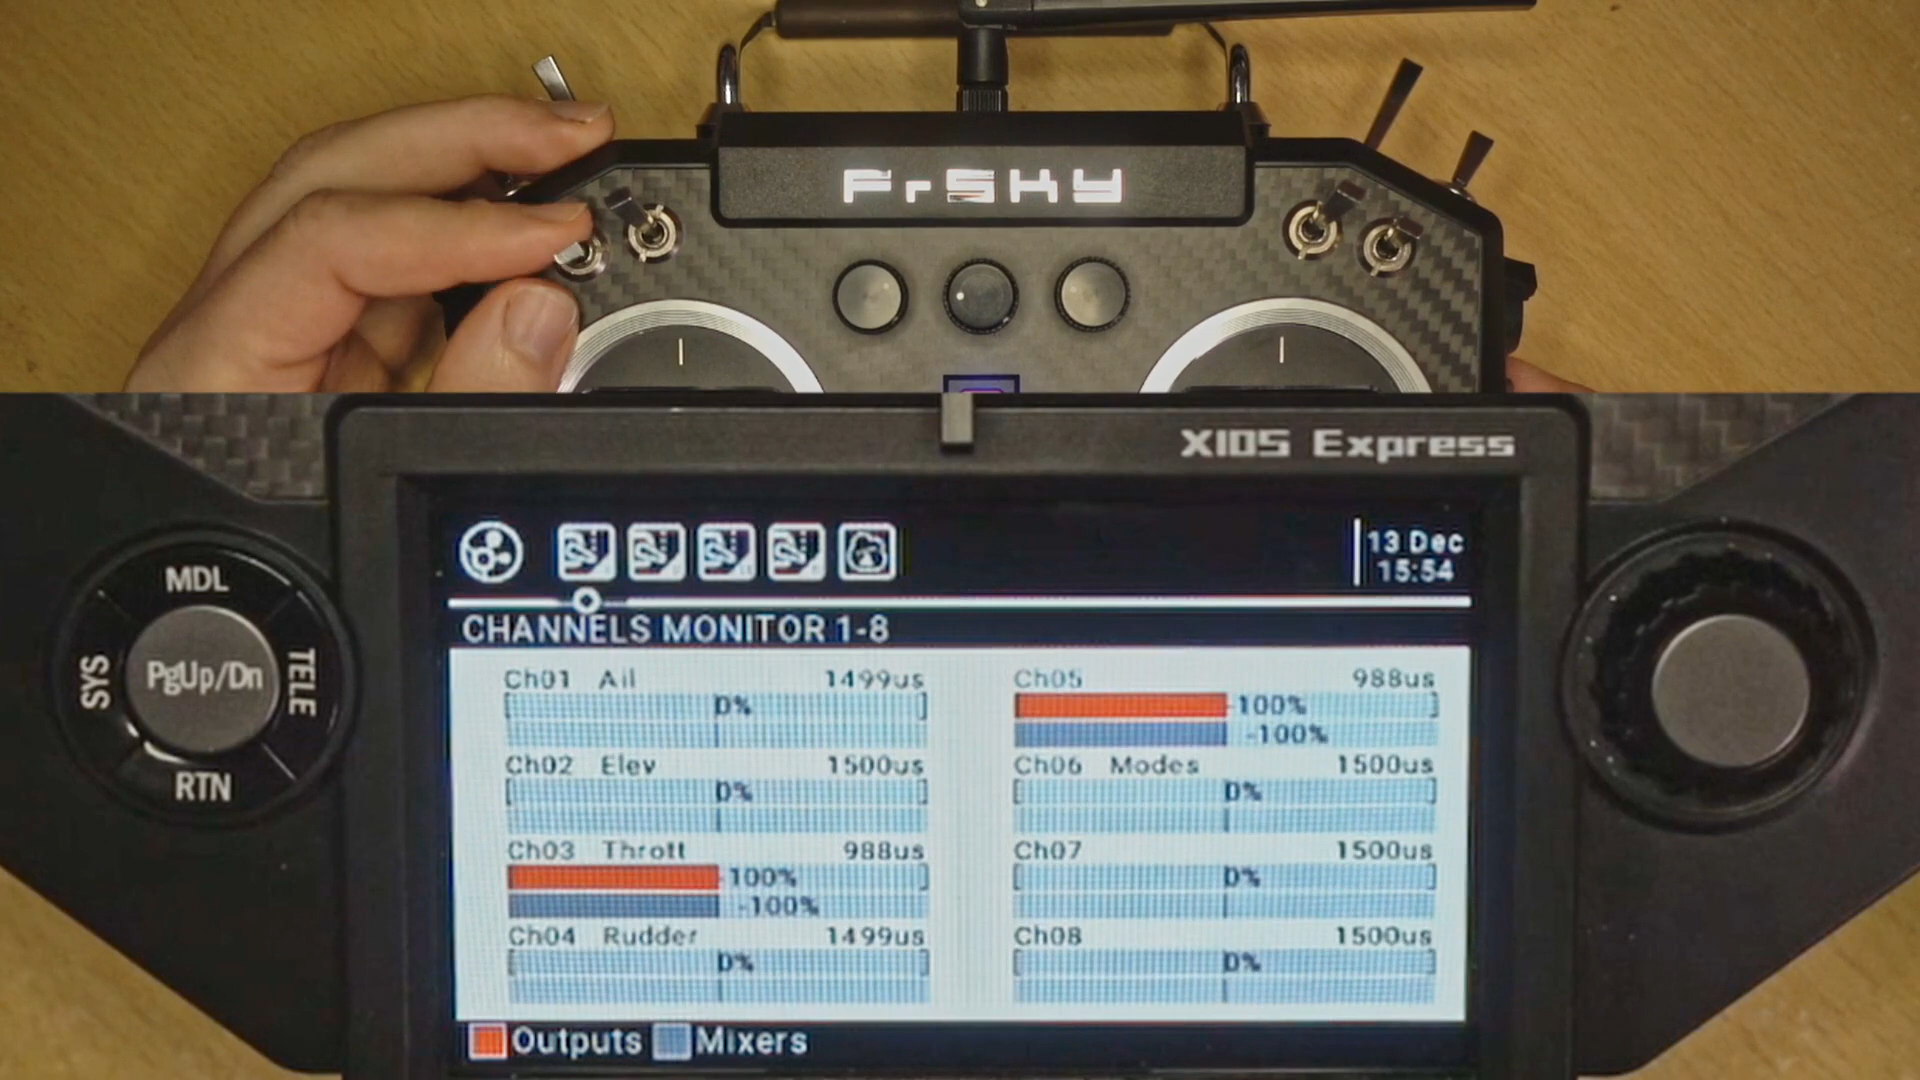 FrSKY
X10S Express
MDL
SYS
PgUp/Dn
TELE
RTN
13 Dec
15:54
CHANNELS MONITOR 1-8
Ch01 Ail 1499us
0%
Ch02 Elev 1500us
0%
Ch03 Thrott 988us
-100%
-100%
Ch04 Rudder 1499us
0%
Ch05 988us
-100%
-100%
Ch06 Modes 1500us
0%
Ch07 1500us
0%
Ch08 1500us
0%
Outputs Mixers